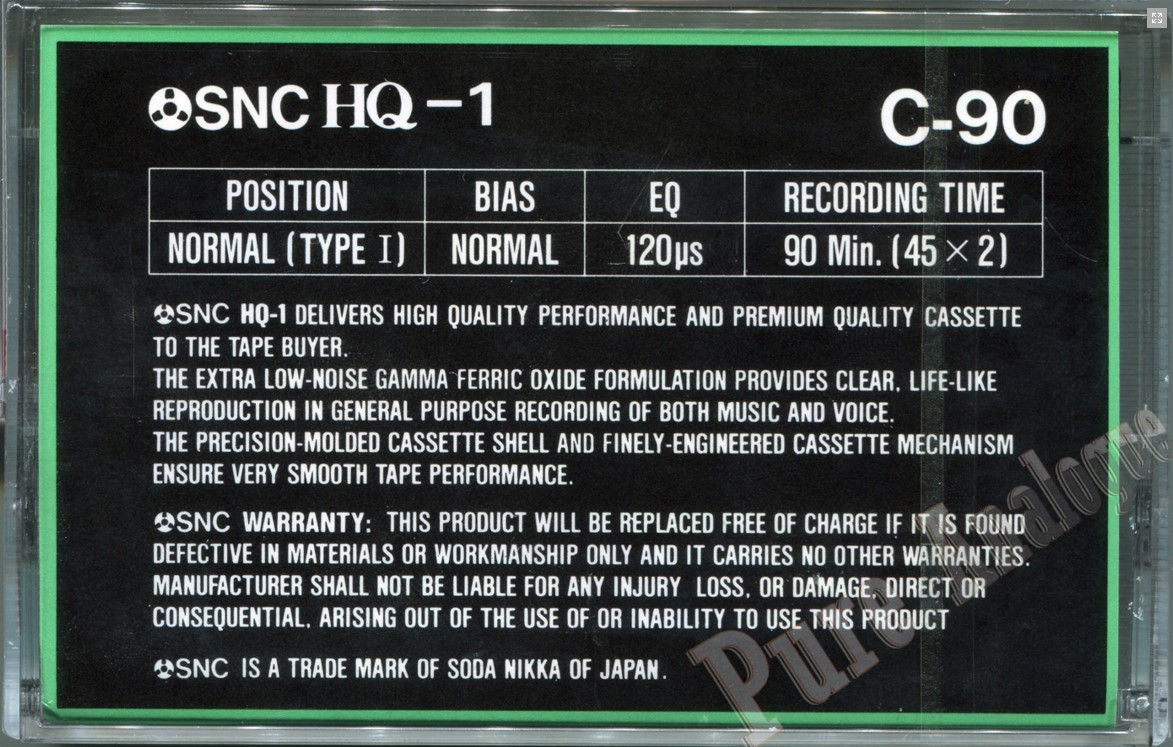 SNC HQ-1
C-90
POSITION BIAS EQ RECORDING TIME
NORMAL (TYPE I) NORMAL 120µs 90 Min. (45 × 2)
SNC HQ-1 DELIVERS HIGH QUALITY PERFORMANCE AND PREMIUM QUALITY CASSETTE
TO THE TAPE BUYER.
THE EXTRA LOW-NOISE GAMMA FERRIC OXIDE FORMULATION PROVIDES CLEAR, LIFE-LIKE
REPRODUCTION IN GENERAL PURPOSE RECORDING OF BOTH MUSIC AND VOICE.
THE PRECISION-MOLDED CASSETTE SHELL AND FINELY-ENGINEERED CASSETTE MECHANISM
ENSURE VERY SMOOTH TAPE PERFORMANCE.
SNC WARRANTY: THIS PRODUCT WILL BE REPLACED FREE OF CHARGE IF IT IS FOUND
DEFECTIVE IN MATERIALS OR WORKMANSHIP ONLY AND IT CARRIES NO OTHER WARRANTIES.
MANUFACTURER SHALL NOT BE LIABLE FOR ANY INJURY LOSS, OR DAMAGE, DIRECT OR
CONSEQUENTIAL, ARISING OUT OF THE USE OF OR INABILITY TO USE THIS PRODUCT
SNC IS A TRADE MARK OF SODA NIKKA OF JAPAN.
Pure Analogue